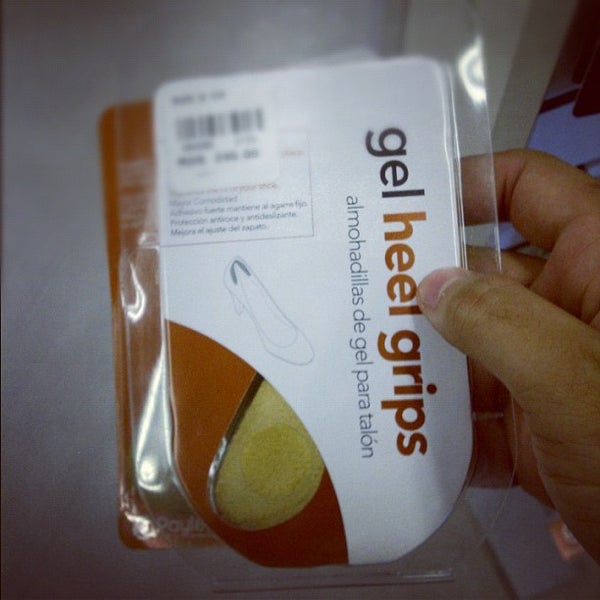 gel heel grips
almohadillas de gel para talón
Mayor Comodidad
Adhesivo fuerte mantiene al agarre fijo.
Protección antiroce y antideslizante.
Mejora el ajuste del zapato.